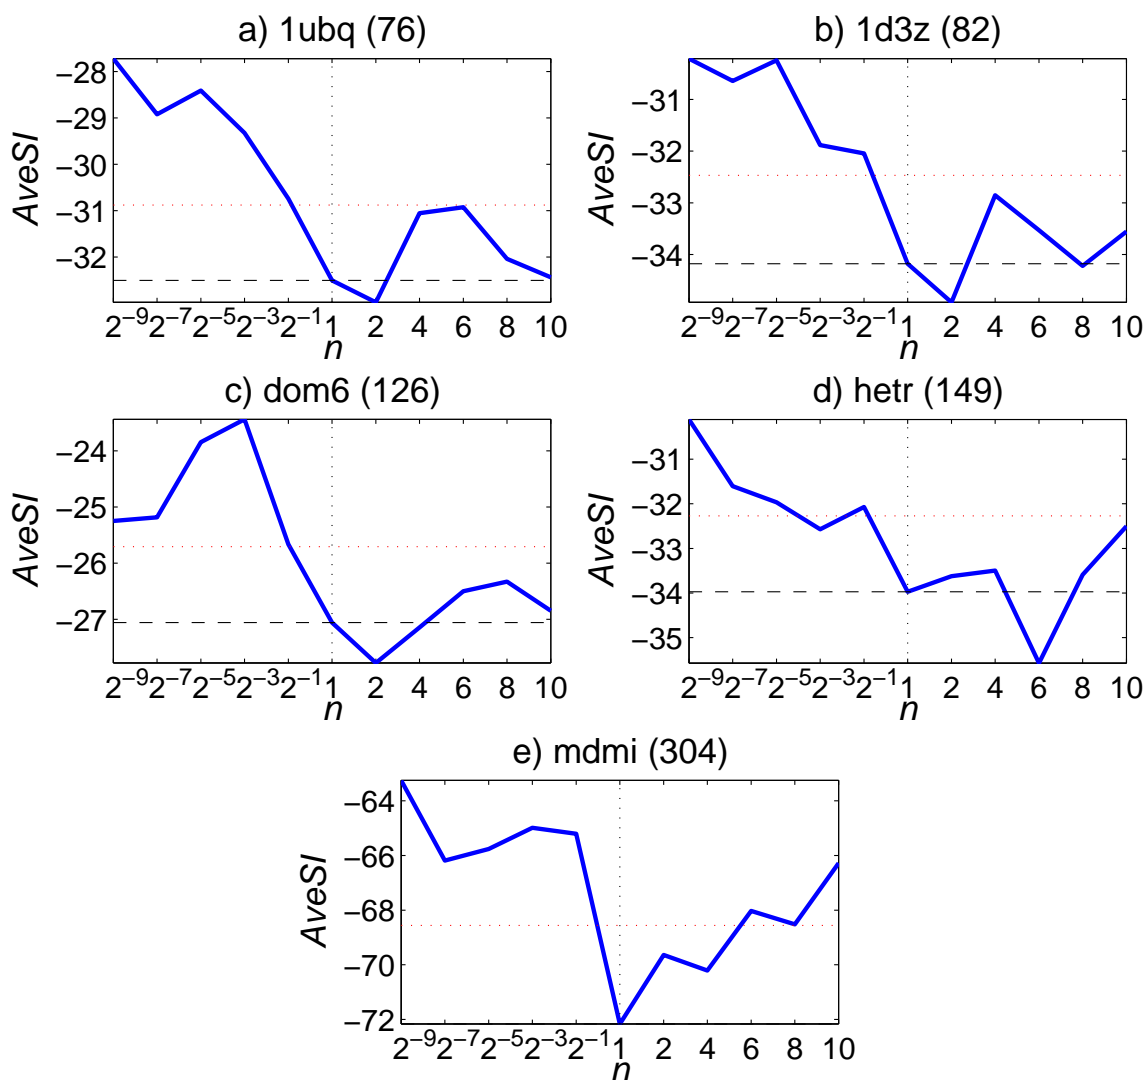 a) 1ubq (76)
AveSI
−28
−29
−30
−31
−32
2−9 2−7 2−5 2−3 2−1 1 2 4 6 8 10
n
b) 1d3z (82)
AveSI
−31
−32
−33
−34
2−9 2−7 2−5 2−3 2−1 1 2 4 6 8 10
n
c) dom6 (126)
AveSI
−24
−25
−26
−27
2−9 2−7 2−5 2−3 2−1 1 2 4 6 8 10
n
d) hetr (149)
AveSI
−31
−32
−33
−34
−35
2−9 2−7 2−5 2−3 2−1 1 2 4 6 8 10
n
e) mdmi (304)
AveSI
−64
−66
−68
−70
−72
2−9 2−7 2−5 2−3 2−1 1 2 4 6 8 10
n